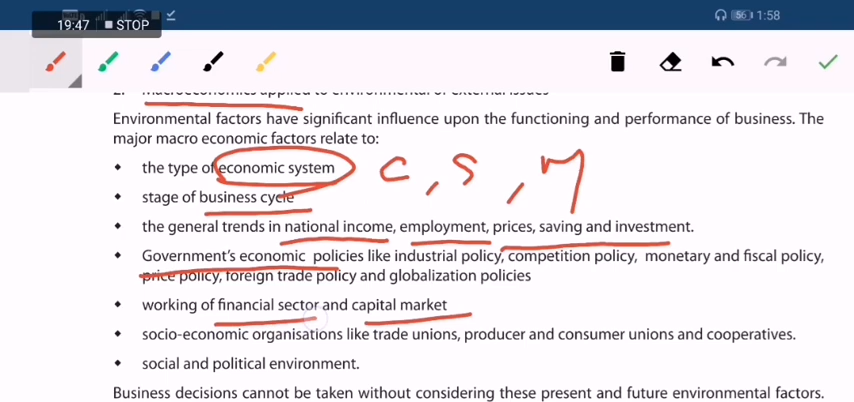 19:47 STOP
56 1:58
2. Macroeconomics applied to environmental or external issues
Environmental factors have significant influence upon the functioning and performance of business. The
major macro economic factors relate to:
♦ the type of economic system C, S, M
♦ stage of business cycle
♦ the general trends in national income, employment, prices, saving and investment.
♦ Government's economic policies like industrial policy, competition policy, monetary and fiscal policy,
price policy, foreign trade policy and globalization policies
♦ working of financial sector and capital market
♦ socio-economic organisations like trade unions, producer and consumer unions and cooperatives.
♦ social and political environment.
Business decisions cannot be taken without considering these present and future environmental factors.